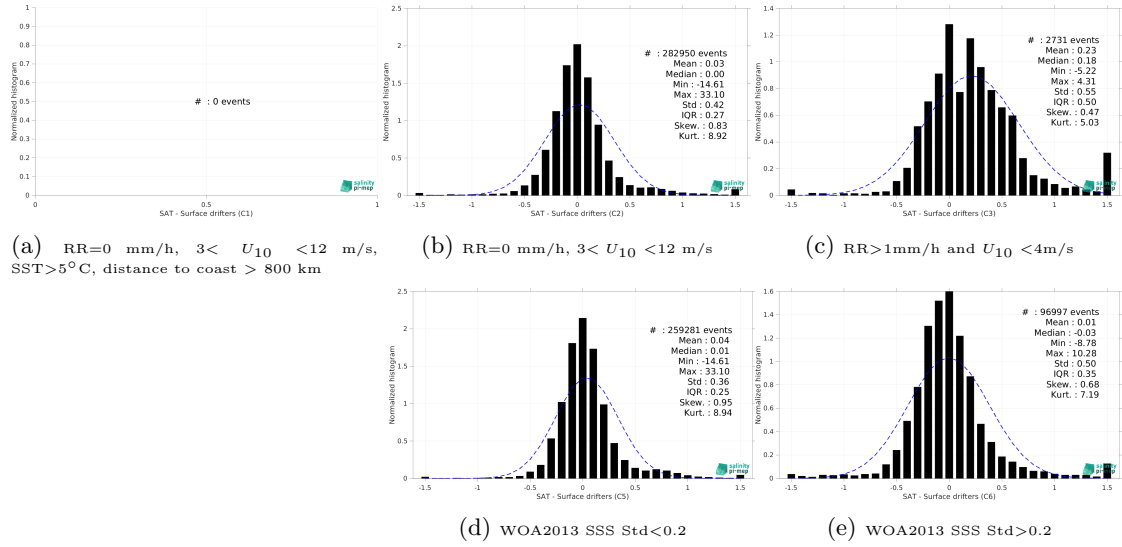 1
0.9
0.8
0.7
0.6
0.5
0.4
0.3
0.2
0.1
0
Normalized histogram
# : 0 events
salinity
pi-mep
0 0.5 1
SAT - Surface drifters (C1)
(a) RR=0 mm/h, 3< U10 <12 m/s,
SST>5°C, distance to coast > 800 km
2.5
2
1.5
1
0.5
0
Normalized histogram
# : 282950 events
Mean : 0.03
Median : 0.00
Min : -14.61
Max : 33.10
Std : 0.42
IQR : 0.27
Skew. : 0.83
Kurt. : 8.92
salinity
pi-mep
-1.5 -1 -0.5 0 0.5 1 1.5
SAT - Surface drifters (C2)
(b) RR=0 mm/h, 3< U10 <12 m/s
1.4
1.2
1
0.8
0.6
0.4
0.2
0
Normalized histogram
# : 2731 events
Mean : 0.23
Median : 0.18
Min : -5.22
Max : 4.31
Std : 0.55
IQR : 0.50
Skew. : 0.47
Kurt. : 5.03
salinity
pi-mep
-1.5 -1 -0.5 0 0.5 1 1.5
SAT - Surface drifters (C3)
(c) RR>1mm/h and U10 <4m/s
2.5
2
1.5
1
0.5
0
Normalized histogram
# : 259281 events
Mean : 0.04
Median : 0.01
Min : -14.61
Max : 33.10
Std : 0.36
IQR : 0.25
Skew. : 0.95
Kurt. : 8.94
salinity
pi-mep
-1.5 -1 -0.5 0 0.5 1 1.5
SAT - Surface drifters (C5)
(d) WOA2013 SSS Std<0.2
1.6
1.4
1.2
1
0.8
0.6
0.4
0.2
0
Normalized histogram
# : 96997 events
Mean : 0.01
Median : -0.03
Min : -8.78
Max : 10.28
Std : 0.50
IQR : 0.35
Skew. : 0.68
Kurt. : 7.19
salinity
pi-mep
-1.5 -1 -0.5 0 0.5 1 1.5
SAT - Surface drifters (C6)
(e) WOA2013 SSS Std>0.2